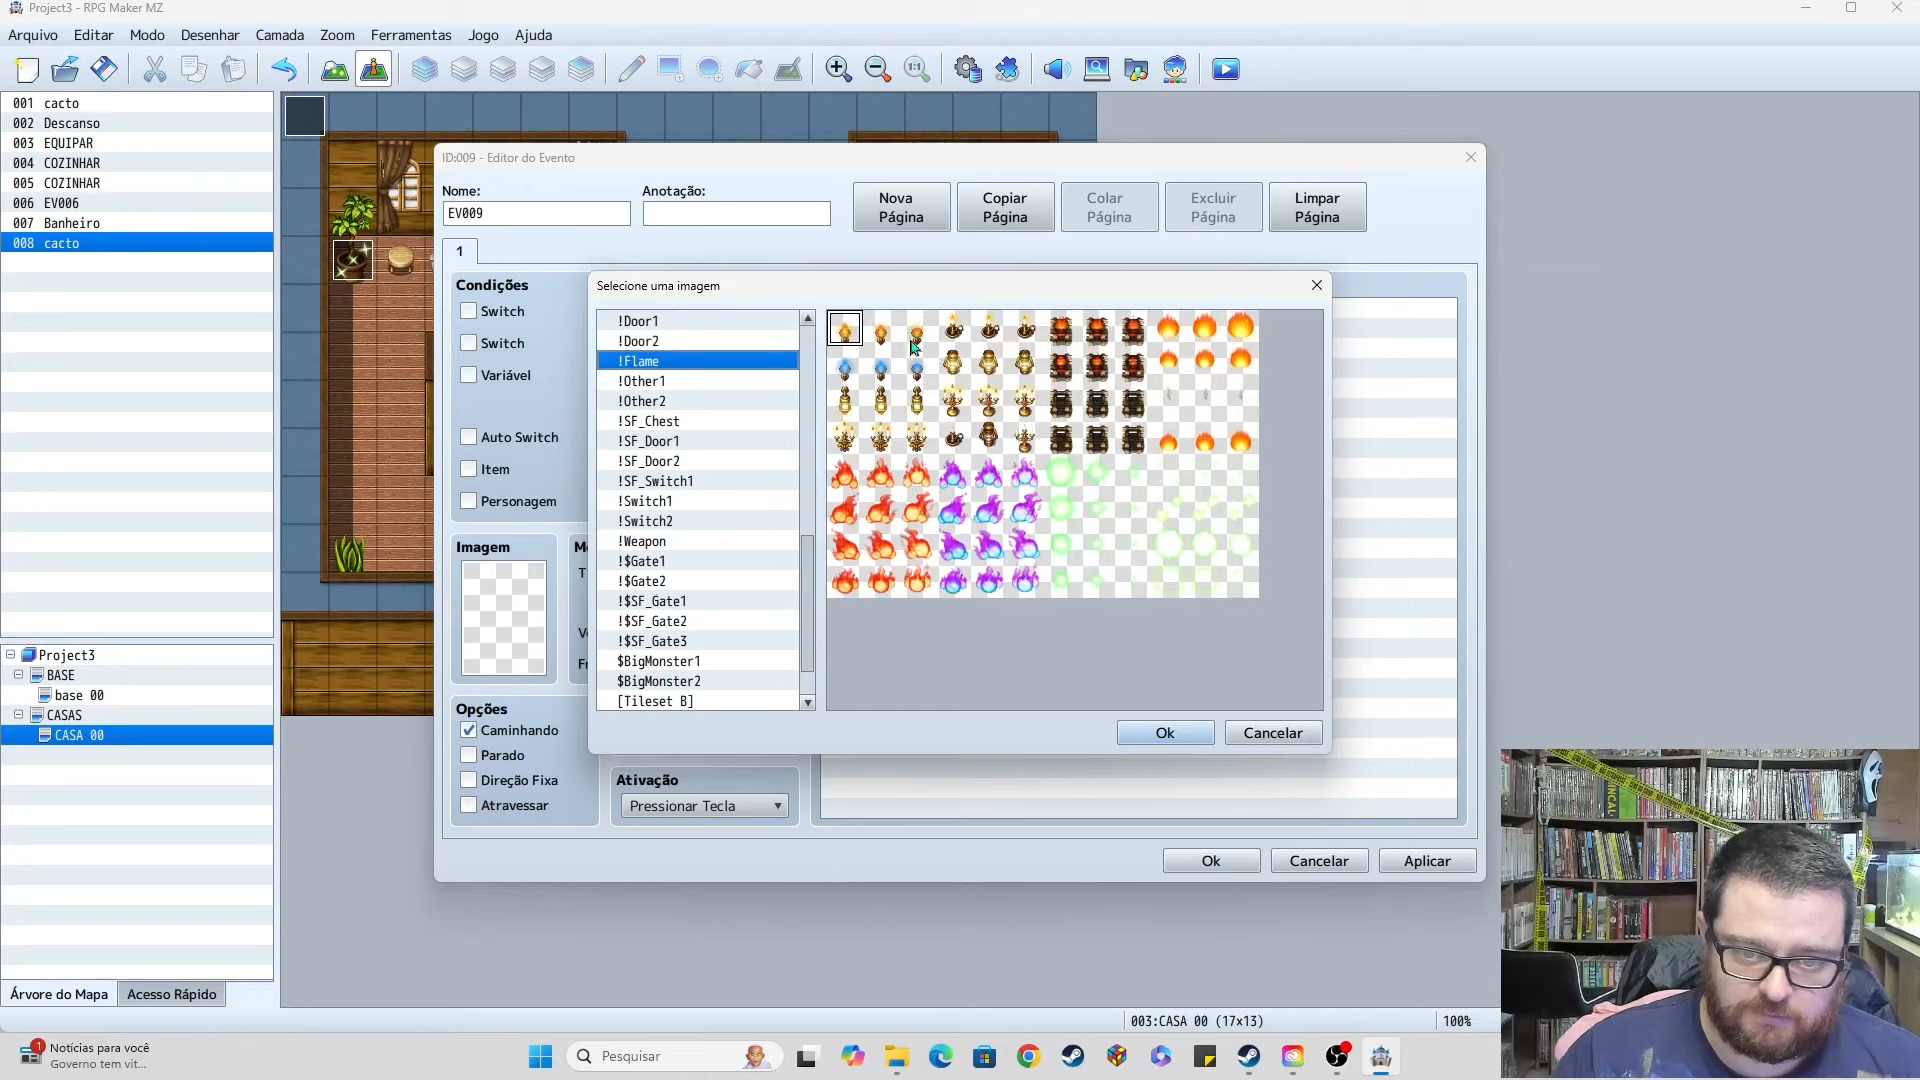 Project3 - RPG Maker MZ
Arquivo Editar Modo Desenhar Camada Zoom Ferramentas Jogo Ajuda
001 cacto
002 Descanso
003 EQUIPAR
004 COZINHAR
005 COZINHAR
006 EV006
007 Banheiro
008 cacto
ID:009 - Editor do Evento
Nome:
EV009
Anotação:
Nova Página
Copiar Página
Colar Página
Excluir Página
Limpar Página
1
Condições
Switch
Switch
Variável
Auto Switch
Item
Personagem
Imagem
Opções
Caminhando
Parado
Direção Fixa
Atravessar
Ativação
Pressionar Tecla
Selecione uma imagem
!Door1
!Door2
!Flame
!Other1
!Other2
!SF_Chest
!SF_Door1
!SF_Door2
!SF_Switch1
!Switch1
!Switch2
!Weapon
!$Gate1
!$Gate2
!$SF_Gate1
!$SF_Gate2
!$SF_Gate3
$BigMonster1
$BigMonster2
[Tileset B]
Ok Cancelar
Ok Cancelar Aplicar
Project3
BASE
base 00
CASAS
CASA 00
Árvore do Mapa Acesso Rápido
003:CASA 00 (17x13)
100%
1
Notícias para você
Governo tem vit...
Pesquisar